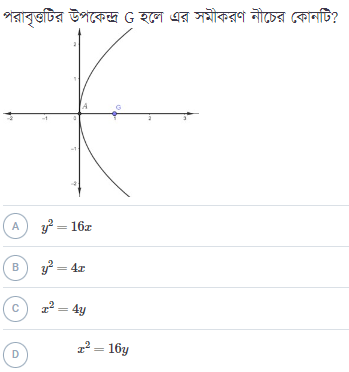 পরাবৃত্তটির উপকেন্দ্র G হলে এর সমীকরণ নীচের কোনটি?
2
1
A G
-2 -1 0 1 2 3
-1
-2
A y² = 16x
B y² = 4x
C x² = 4y
D x² = 16y